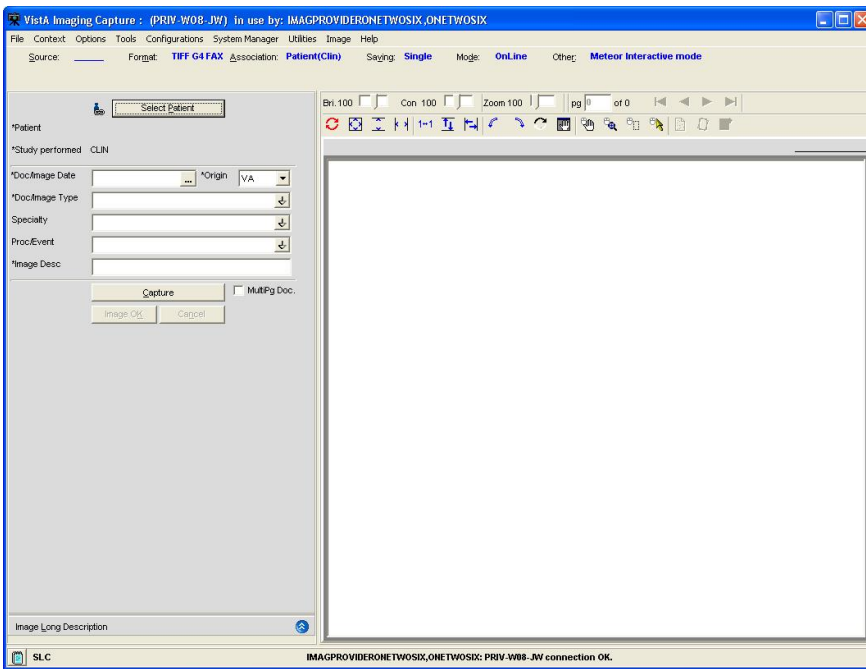 VistA Imaging Capture : (PRIV-W08-JW) in use by: IMAGPROVIDERONETWOSIX,ONETWOSIX
File Context Options Tools Configurations System Manager Utilities Image Help
Source: Format: TIFF G4 FAX Association: Patient(Clin) Saving: Single Mode: OnLine Other: Meteor Interactive mode
Select Patient
Bri. 100 Con 100 Zoom 100 pg 0 of 0
*Patient
1↔1
*Study performed CLIN
*Doc/Image Date ... *Origin VA
*Doc/Image Type
Specialty
Proc/Event
*Image Desc
Capture MultiPg Doc.
Image OK Cancel
Image Long Description
SLC IMAGPROVIDERONETWOSIX,ONETWOSIX: PRIV-W08-JW connection OK.